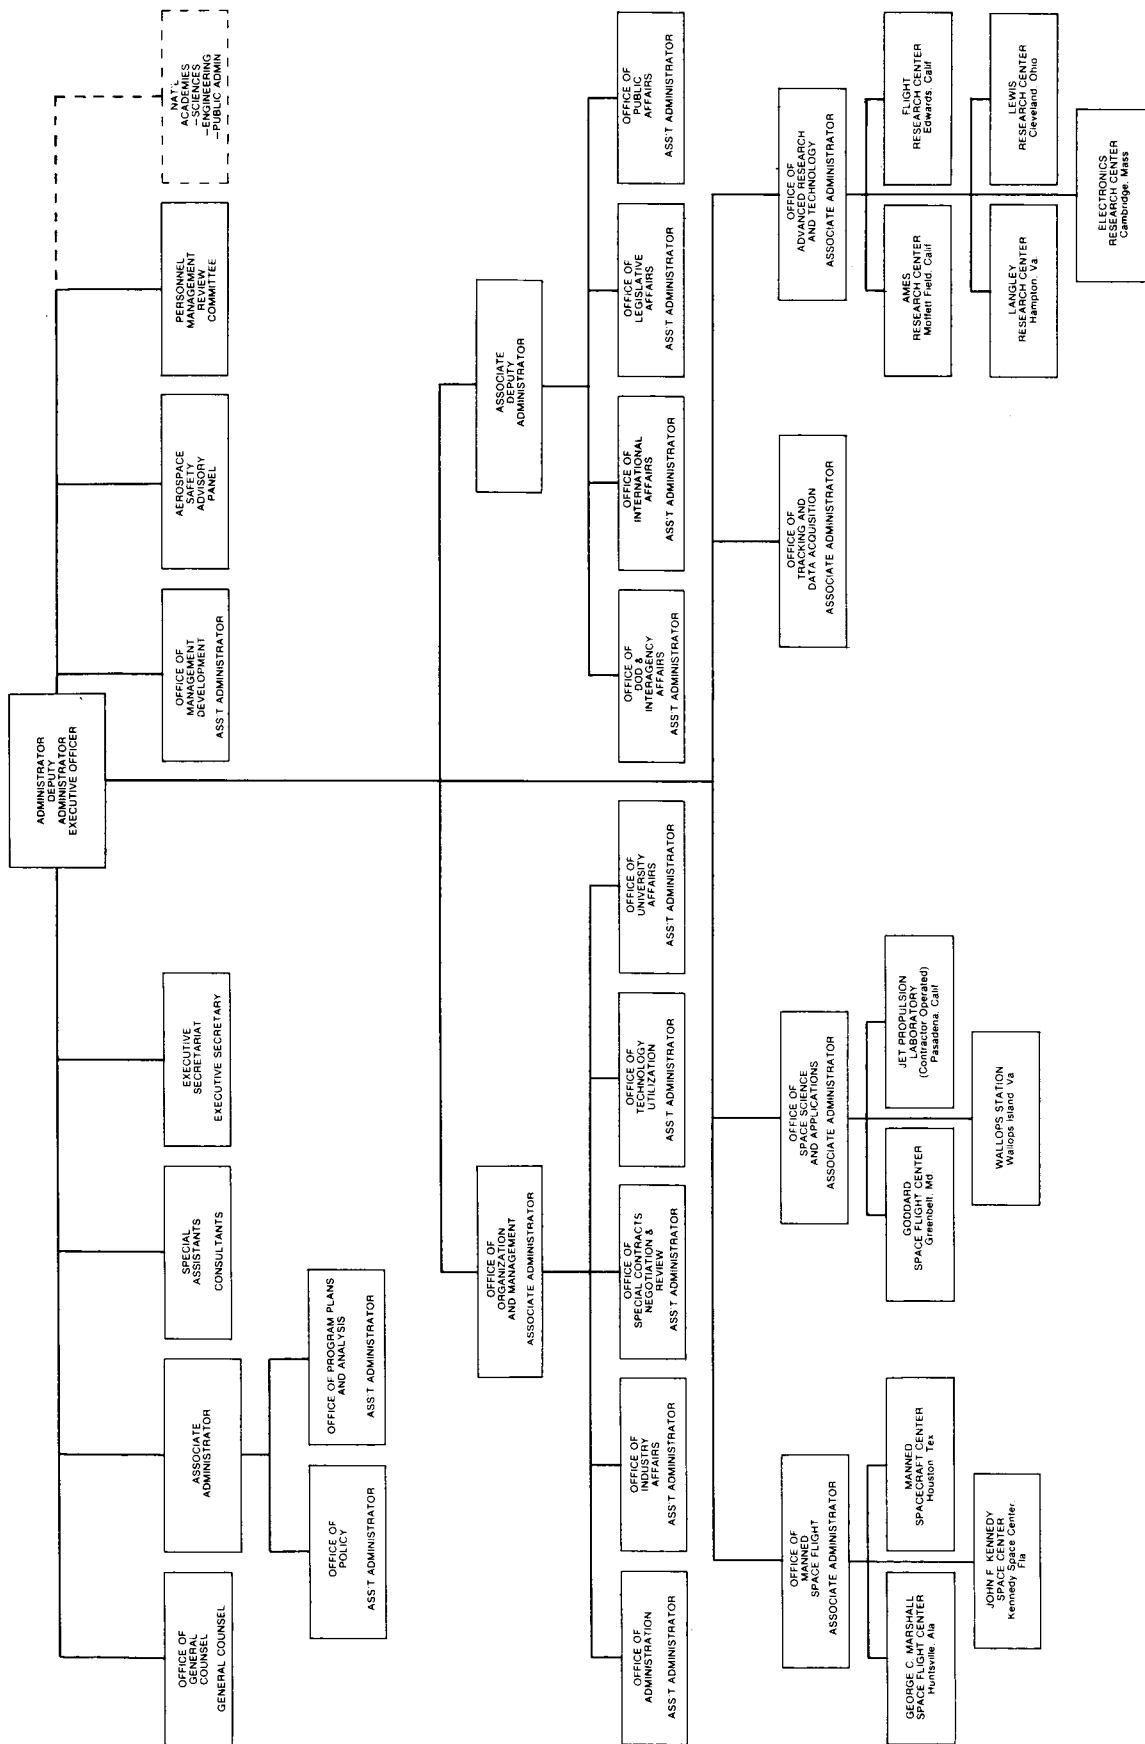 ADMINISTRATOR
DEPUTY
ADMINISTRATOR
EXECUTIVE OFFICER
OFFICE OF
GENERAL
COUNSEL
GENERAL COUNSEL
ASSOCIATE
ADMINISTRATOR
SPECIAL
ASSISTANTS
CONSULTANTS
EXECUTIVE
SECRETARIAT
EXECUTIVE SECRETARY
OFFICE OF
MANAGEMENT
DEVELOPMENT
ASS'T ADMINISTRATOR
AEROSPACE
SAFETY
ADVISORY
PANEL
PERSONNEL
MANAGEMENT
REVIEW
COMMITTEE
NAT'L
ACADEMIES
–SCIENCES
–ENGINEERING
–PUBLIC ADMIN
OFFICE OF
POLICY
ASS'T ADMINISTRATOR
OFFICE OF PROGRAM PLANS
AND ANALYSIS
ASS'T ADMINISTRATOR
OFFICE OF
ORGANIZATION
AND MANAGEMENT
ASSOCIATE ADMINISTRATOR
ASSOCIATE
DEPUTY
ADMINISTRATOR
OFFICE OF
ADMINISTRATION
ASS'T ADMINISTRATOR
OFFICE OF
INDUSTRY
AFFAIRS
ASS'T ADMINISTRATOR
OFFICE OF
SPECIAL CONTRACTS
NEGOTIATION &
REVIEW
ASS'T ADMINISTRATOR
OFFICE OF
TECHNOLOGY
UTILIZATION
ASS'T ADMINISTRATOR
OFFICE OF
UNIVERSITY
AFFAIRS
ASS'T ADMINISTRATOR
OFFICE OF
DOD &
INTERAGENCY
AFFAIRS
ASS'T ADMINISTRATOR
OFFICE OF
INTERNATIONAL
AFFAIRS
ASS'T ADMINISTRATOR
OFFICE OF
LEGISLATIVE
AFFAIRS
ASS'T ADMINISTRATOR
OFFICE OF
PUBLIC
AFFAIRS
ASS'T ADMINISTRATOR
OFFICE OF
MANNED
SPACE FLIGHT
ASSOCIATE ADMINISTRATOR
OFFICE OF
SPACE SCIENCE
AND APPLICATIONS
ASSOCIATE ADMINISTRATOR
OFFICE OF
TRACKING AND
DATA ACQUISITION
ASSOCIATE ADMINISTRATOR
OFFICE OF
ADVANCED RESEARCH
AND TECHNOLOGY
ASSOCIATE ADMINISTRATOR
GEORGE C. MARSHALL
SPACE FLIGHT CENTER
Huntsville, Ala
MANNED
SPACECRAFT CENTER
Houston Tex
JOHN F. KENNEDY
SPACE CENTER
Kennedy Space Center,
Fla
GODDARD
SPACE FLIGHT CENTER
Greenbelt, Md.
JET PROPULSION
LABORATORY
(Contractor Operated)
Pasadena, Calif
WALLOPS STATION
Wallops Island Va
AMES
RESEARCH CENTER
Moffett Field, Calif
FLIGHT
RESEARCH CENTER
Edwards, Calif
LANGLEY
RESEARCH CENTER
Hampton, Va.
LEWIS
RESEARCH CENTER
Cleveland, Ohio
ELECTRONICS
RESEARCH CENTER
Cambridge, Mass